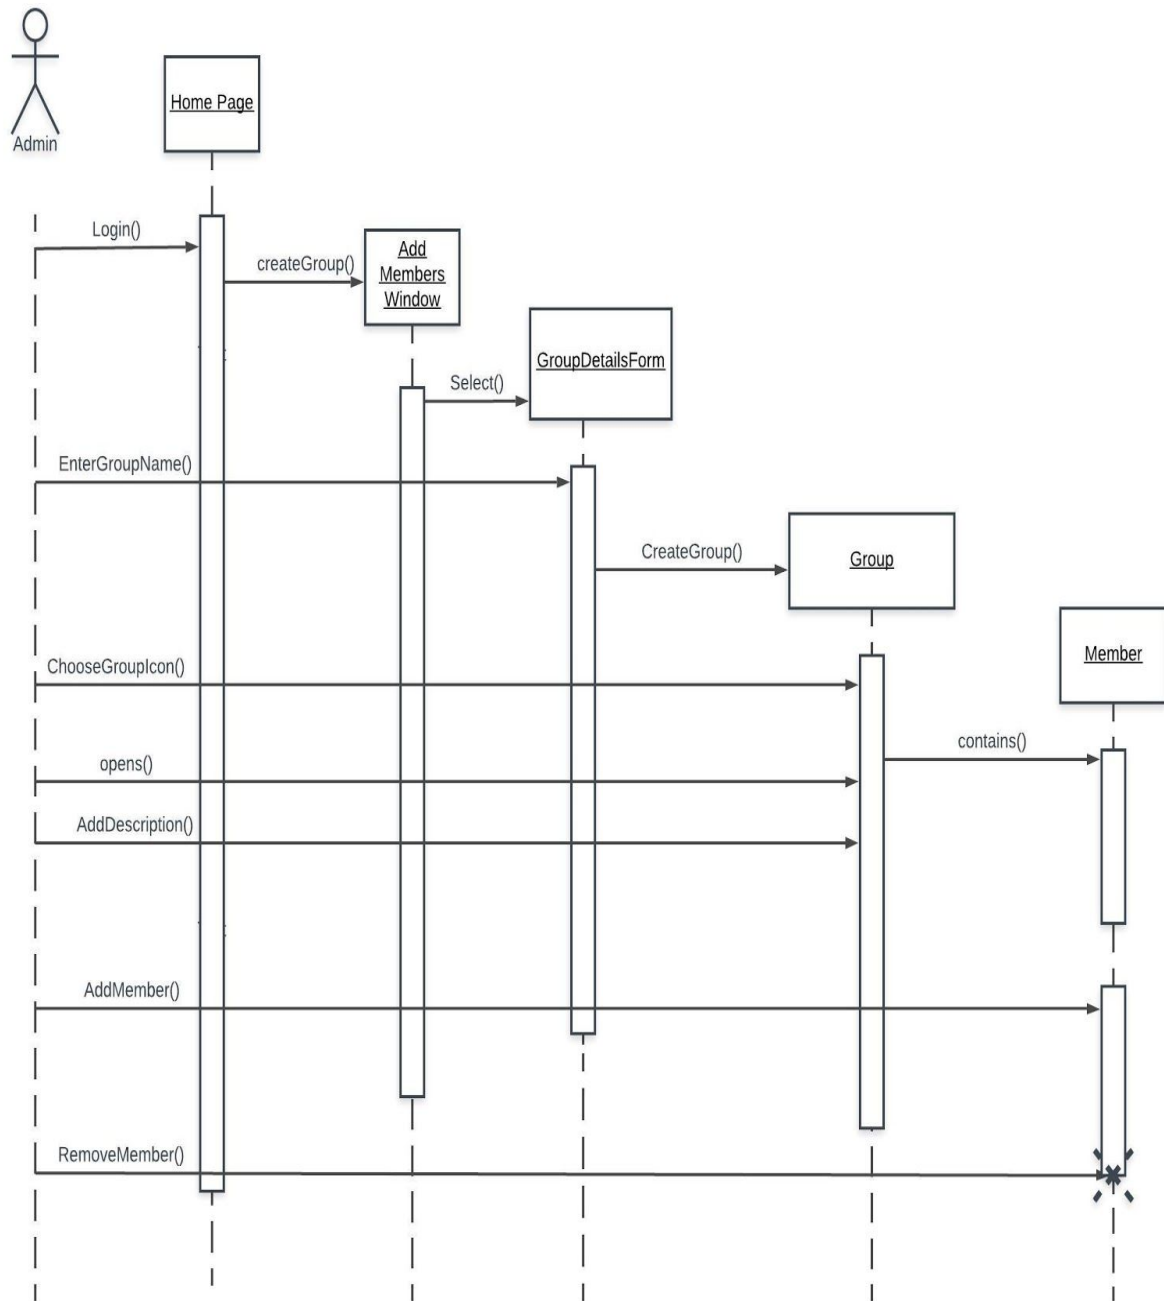 Admin
Home Page
Login()
createGroup()
Add
Members
Window
GroupDetailsForm
Select()
EnterGroupName()
CreateGroup()
Group
Member
ChooseGroupIcon()
contains()
opens()
AddDescription()
AddMember()
RemoveMember()